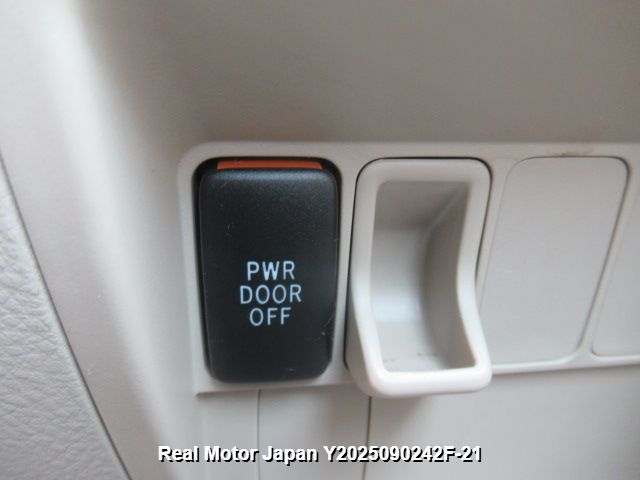 PWR
DOOR
OFF
Real Motor Japan Y2025090242F-21